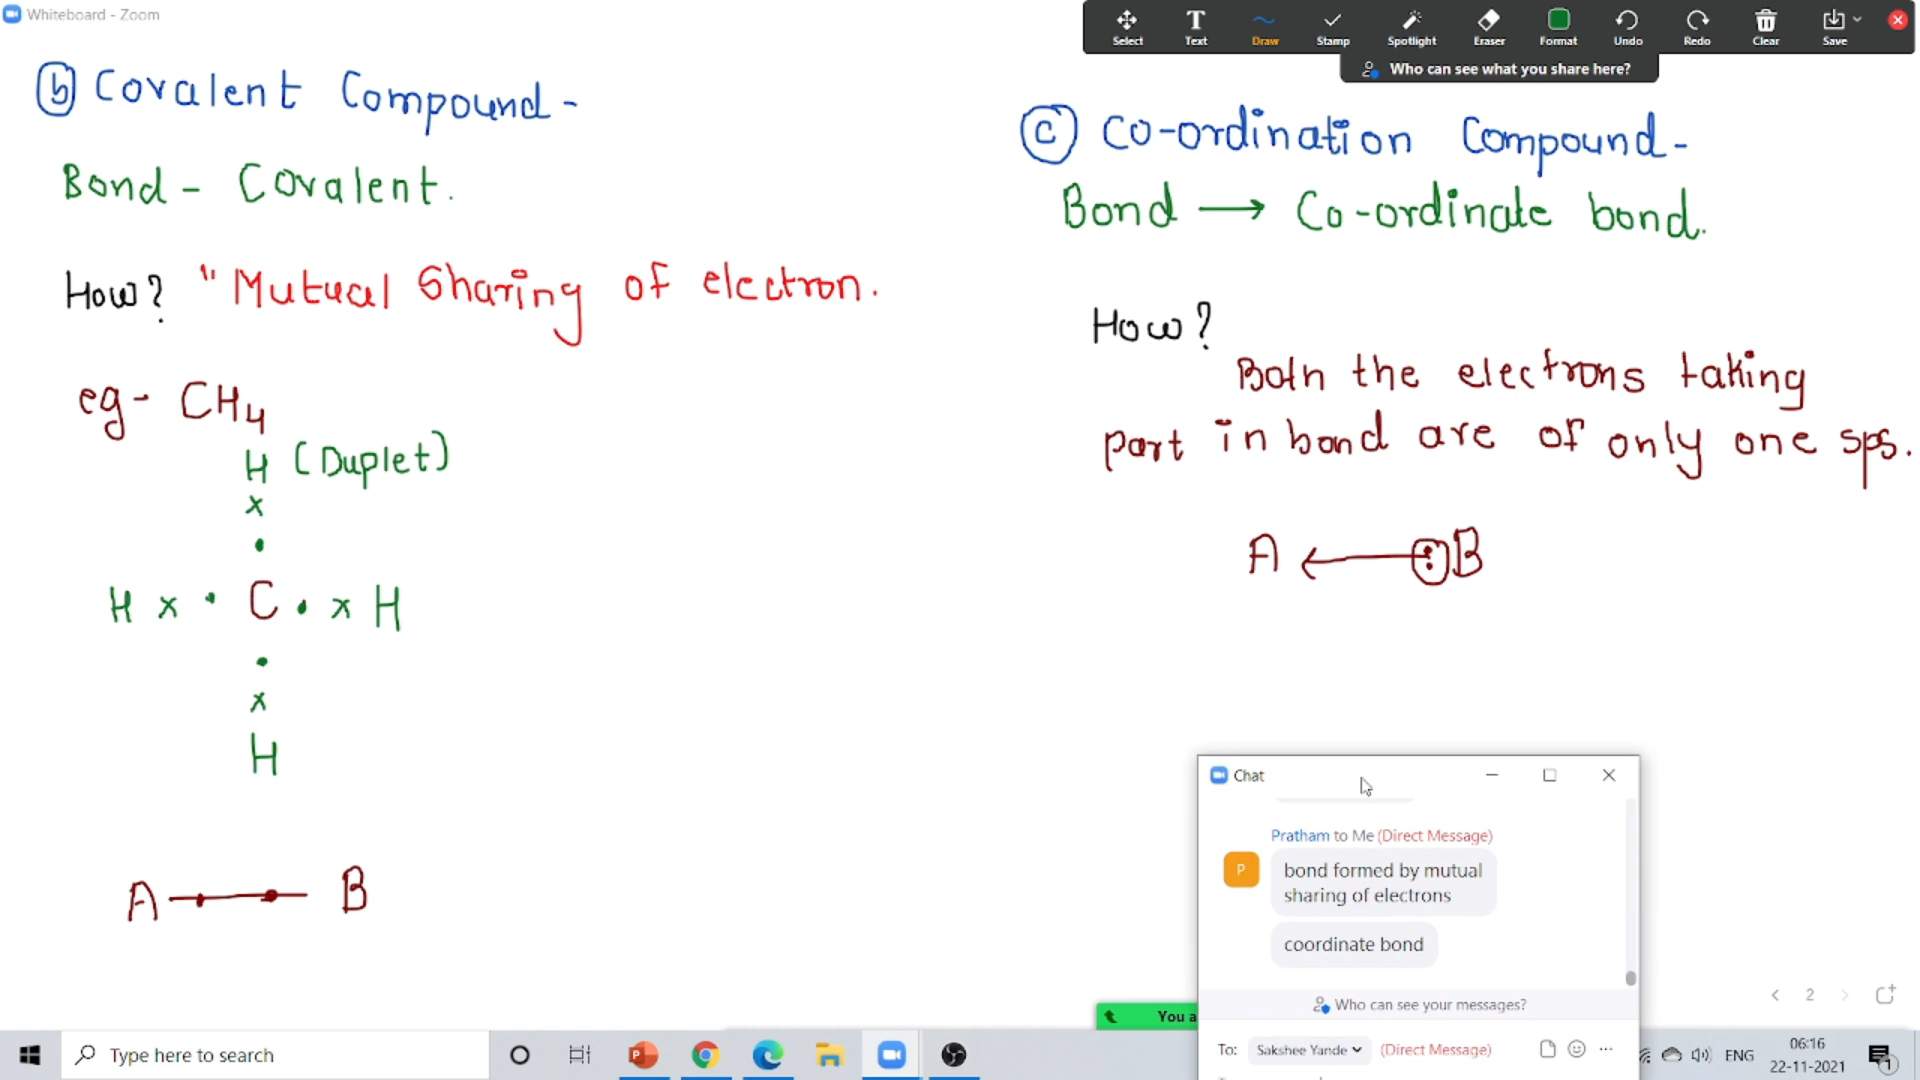 Whiteboard - Zoom
Select Text Draw Stamp Spotlight Eraser Format Undo Redo Clear Save
Who can see what you share here?
b Covalent Compound -
Bond - Covalent.
How? "Mutual Sharing of electron.
eg - CH4
H (Duplet)
x
•
H x • C • x H
•
x
H
A B
c Co-ordination Compound -
Bond → Co-ordinate bond.
How?
Both the electrons taking
part in bond are of only one sps.
A ← : B
Chat
Pratham to Me (Direct Message)
P
bond formed by mutual
sharing of electrons
coordinate bond
Who can see your messages?
To: Sakshee Yande (Direct Message)
You a
2
Type here to search
ENG
06:16
22-11-2021
1